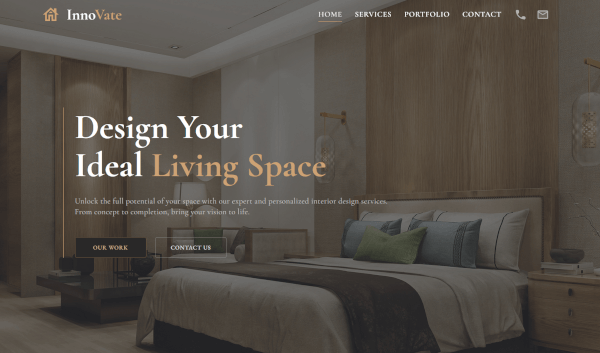 InnoVate
HOME SERVICES PORTFOLIO CONTACT
Design Your
Ideal Living Space
Unlock the full potential of your space with our expert and personalized interior design services.
From concept to completion, bring your vision to life.
OUR WORK CONTACT US